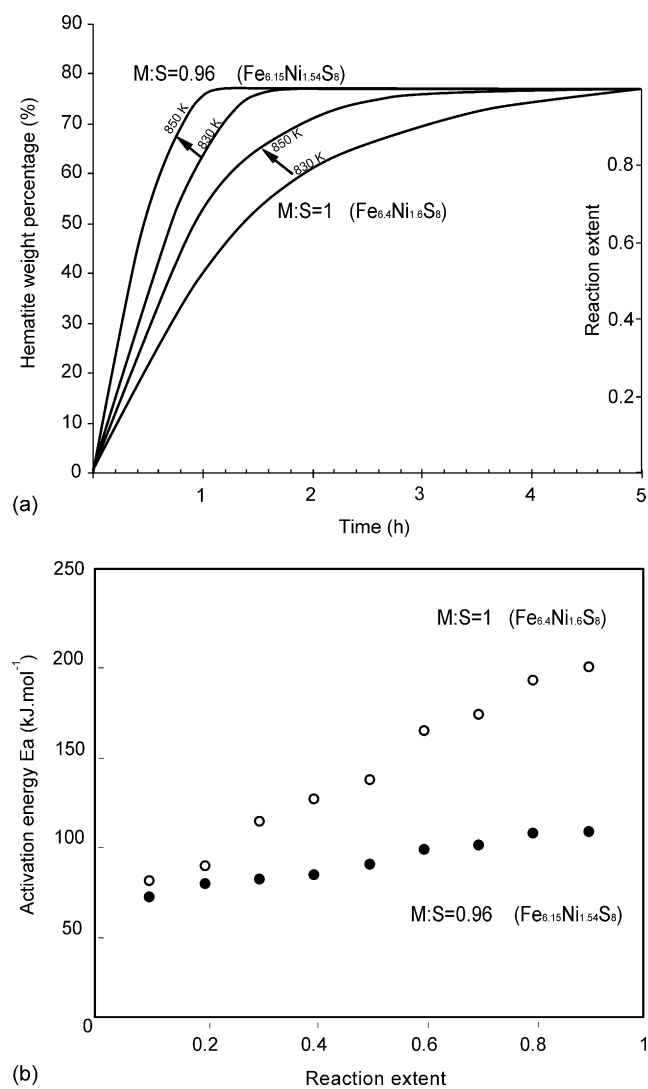 90
80
70
60
50
40
30
20
10
0
Hematite weight percentage (%)
M:S=0.96 (Fe6.15Ni1.54S8)
850 K
830 K
850 K
830 K
M:S=1 (Fe6.4Ni1.6S8)
0.8
0.6
0.4
0.2
Reaction extent
1
2
3
4
5
Time (h)
(a)
250
200
150
100
50
0
Activation energy Ea (kJ.mol-1)
M:S=1 (Fe6.4Ni1.6S8)
M:S=0.96 (Fe6.15Ni1.54S8)
0.2
0.4
0.6
0.8
1
Reaction extent
(b)